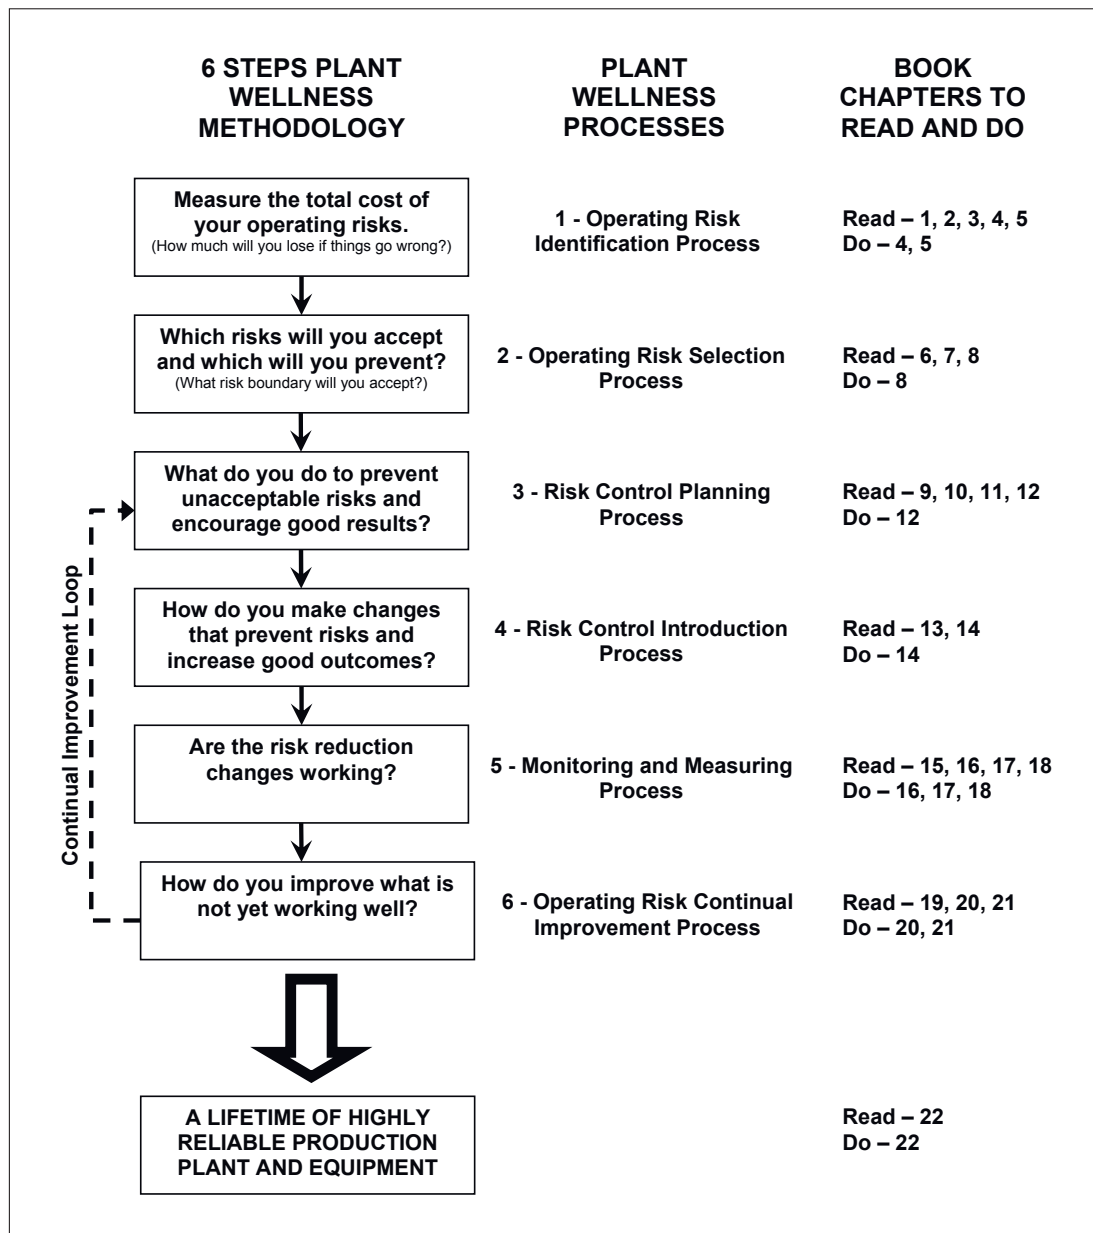 6 STEPS PLANT
WELLNESS
METHODOLOGY
PLANT
WELLNESS
PROCESSES
BOOK
CHAPTERS TO
READ AND DO
Measure the total cost of
your operating risks.
(How much will you lose if things go wrong?)
1 - Operating Risk
Identification Process
Read – 1, 2, 3, 4, 5
Do – 4, 5
Which risks will you accept
and which will you prevent?
(What risk boundary will you accept?)
2 - Operating Risk Selection
Process
Read – 6, 7, 8
Do – 8
What do you do to prevent
unacceptable risks and
encourage good results?
3 - Risk Control Planning
Process
Read – 9, 10, 11, 12
Do – 12
Continual Improvement Loop
How do you make changes
that prevent risks and
increase good outcomes?
4 - Risk Control Introduction
Process
Read – 13, 14
Do – 14
Are the risk reduction
changes working?
5 - Monitoring and Measuring
Process
Read – 15, 16, 17, 18
Do – 16, 17, 18
How do you improve what is
not yet working well?
6 - Operating Risk Continual
Improvement Process
Read – 19, 20, 21
Do – 20, 21
A LIFETIME OF HIGHLY
RELIABLE PRODUCTION
PLANT AND EQUIPMENT
Read – 22
Do – 22